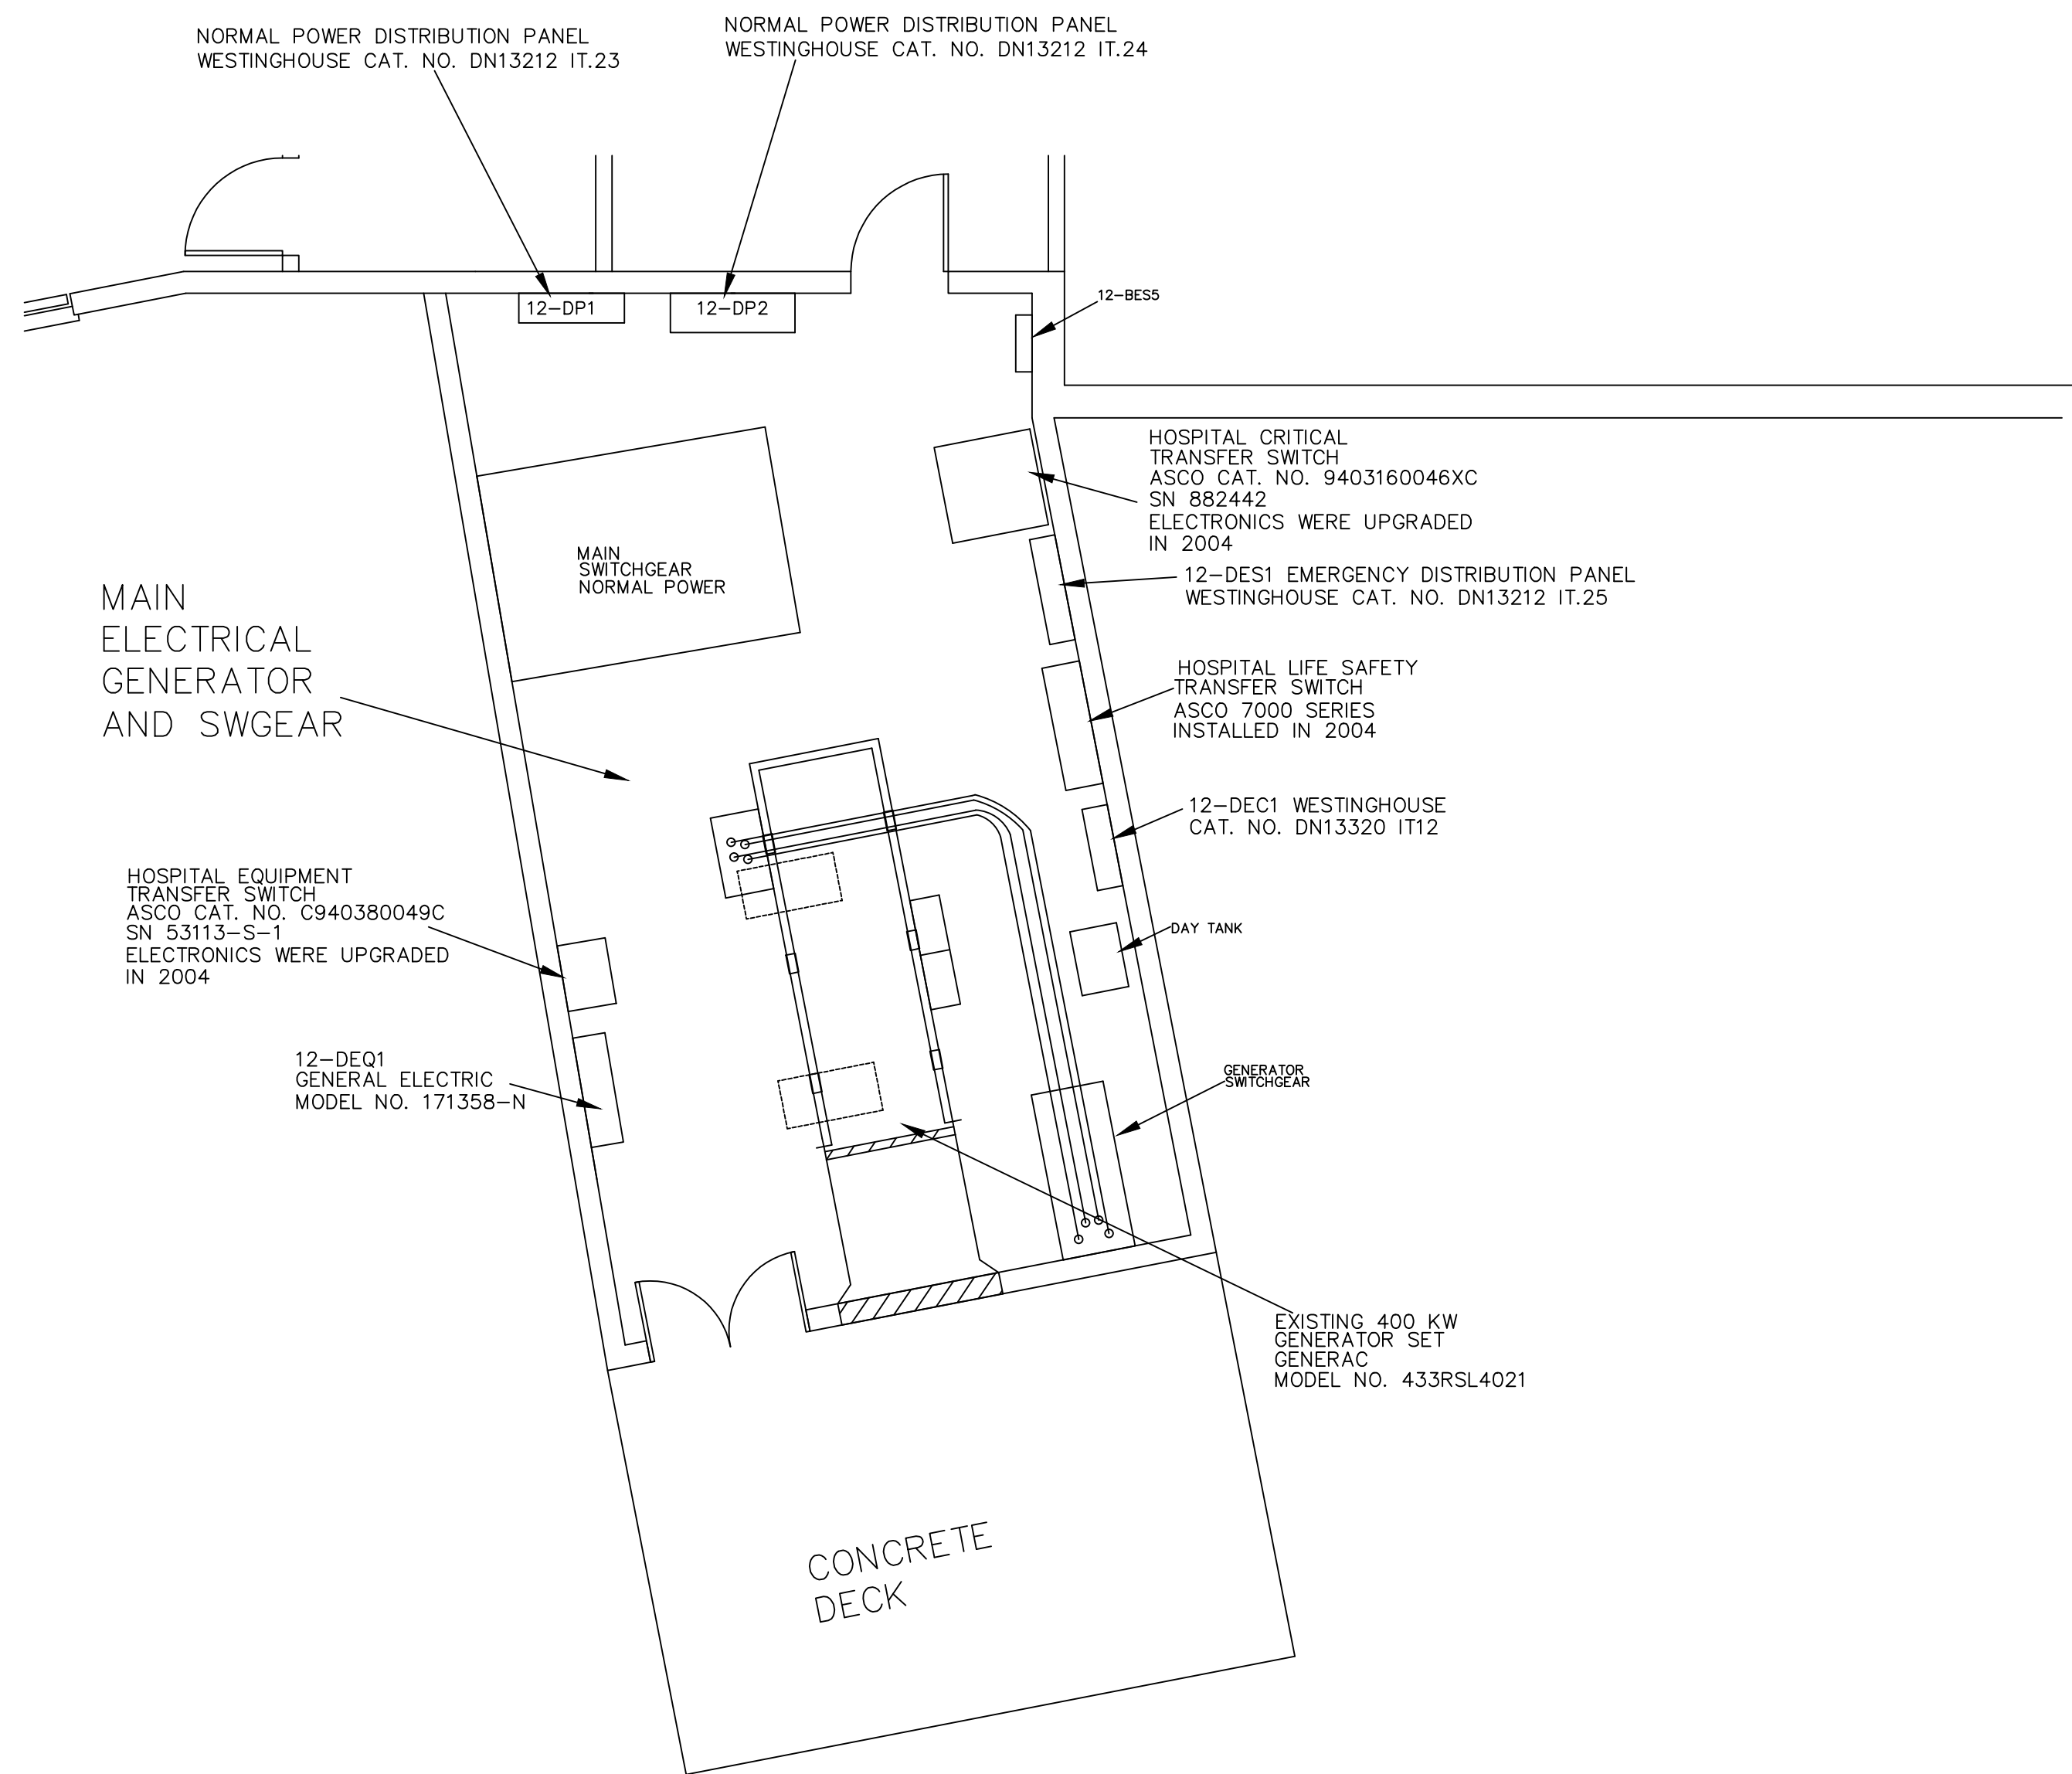 NORMAL POWER DISTRIBUTION PANEL
WESTINGHOUSE CAT. NO. DN13212 IT.23
NORMAL POWER DISTRIBUTION PANEL
WESTINGHOUSE CAT. NO. DN13212 IT.24
12-DP1
12-DP2
12-BES5
HOSPITAL CRITICAL
TRANSFER SWITCH
ASCO CAT. NO. 9403160046XC
SN 882442
ELECTRONICS WERE UPGRADED
IN 2004
MAIN
SWITCHGEAR
NORMAL POWER
12-DES1 EMERGENCY DISTRIBUTION PANEL
WESTINGHOUSE CAT. NO. DN13212 IT.25
MAIN
ELECTRICAL
GENERATOR
AND SWGEAR
HOSPITAL LIFE SAFETY
TRANSFER SWITCH
ASCO 7000 SERIES
INSTALLED IN 2004
12-DEC1 WESTINGHOUSE
CAT. NO. DN13320 IT12
HOSPITAL EQUIPMENT
TRANSFER SWITCH
ASCO CAT. NO. C940380049C
SN 53113-S-1
ELECTRONICS WERE UPGRADED
IN 2004
DAY TANK
12-DEQ1
GENERAL ELECTRIC
MODEL NO. 171358-N
GENERATOR
SWITCHGEAR
EXISTING 400 KW
GENERATOR SET
GENERAC
MODEL NO. 433RSL4021
CONCRETE
DECK